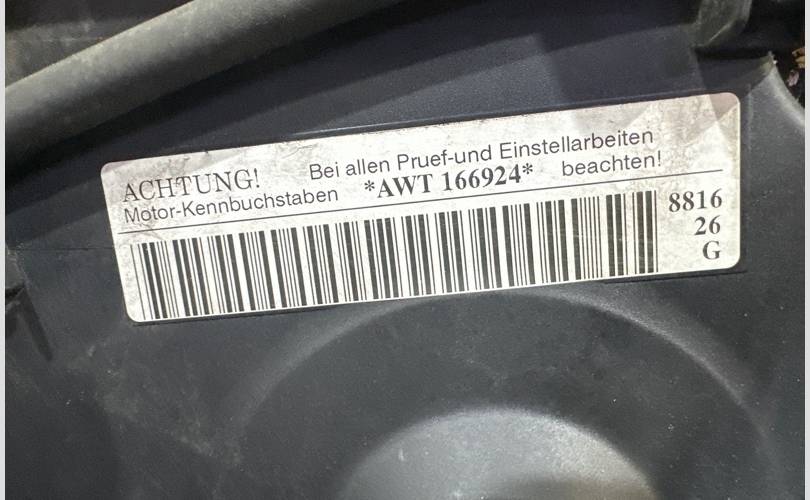 ACHTUNG! Bei allen Pruef-und Einstellarbeiten
Motor-Kennbuchstaben *AWT 166924* beachten!
8816
26
G